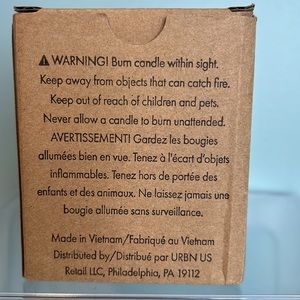 ⚠ WARNING! Burn candle within sight.
Keep away from objects that can catch fire.
Keep out of reach of children and pets.
Never allow a candle to burn unattended.
AVERTISSEMENT! Gardez les bougies
allumées bien en vue. Tenez à l'écart d'objets
inflammables. Tenez hors de portée des
enfants et des animaux. Ne laissez jamais une
bougie allumée sans surveillance.
Made in Vietnam/Fabriqué au Vietnam
Distributed by/Distribué par URBN US
Retail LLC, Philadelphia, PA 19112